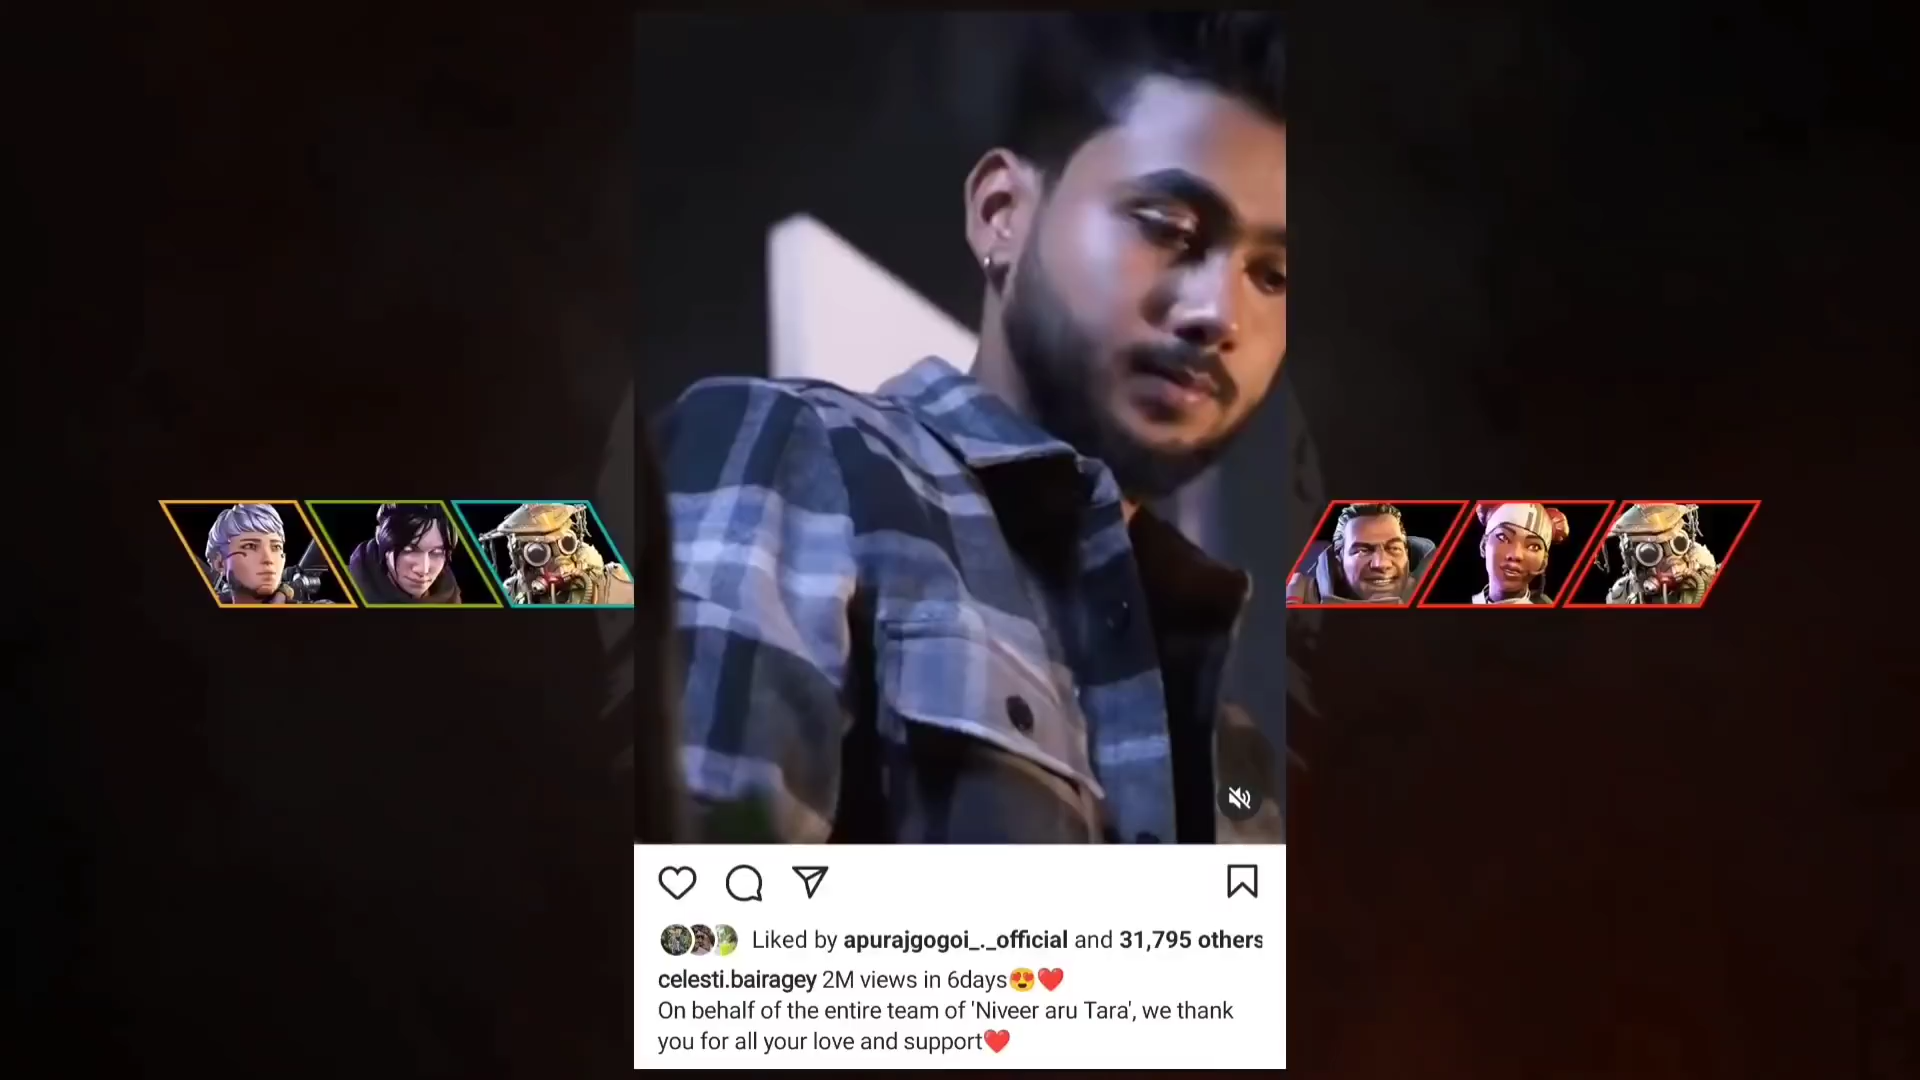 Liked by apurajgogoi_._official and 31,795 others
celesti.bairagey 2M views in 6days😍❤️
On behalf of the entire team of 'Niveer aru Tara', we thank
you for all your love and support❤️